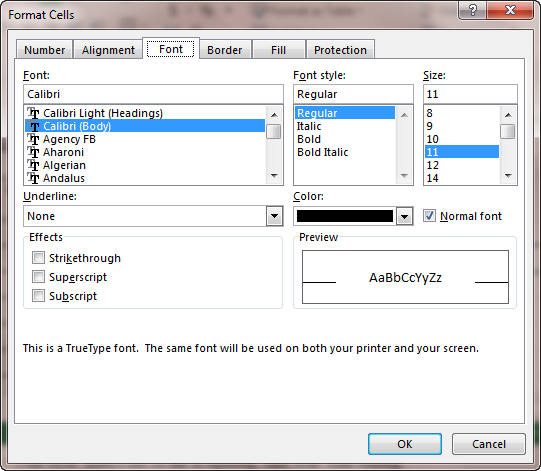 Format Cells
Number Alignment Font Border Fill Protection
Font: Font style: Size:
Calibri Regular 11
Calibri Light (Headings) Regular 8
Calibri (Body) Italic 9
Agency FB Bold 10
Aharoni Bold Italic 11
Algerian 12
Andalus 14
Underline: Color:
None Normal font
Effects Preview
Strikethrough
Superscript AaBbCcYyZz
Subscript
This is a TrueType font. The same font will be used on both your printer and your screen.
OK Cancel